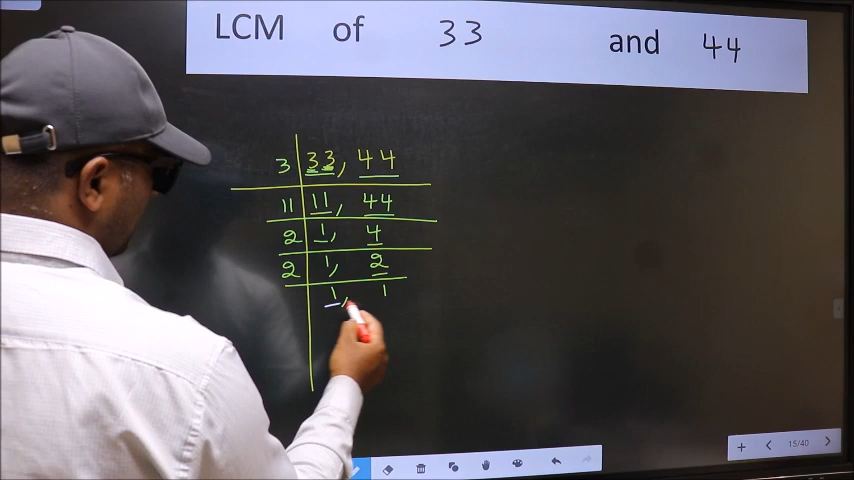 LCM of 33 and 44
3 33, 44
11 11, 44
2 1, 4
2 1, 2
1, 1
15/40